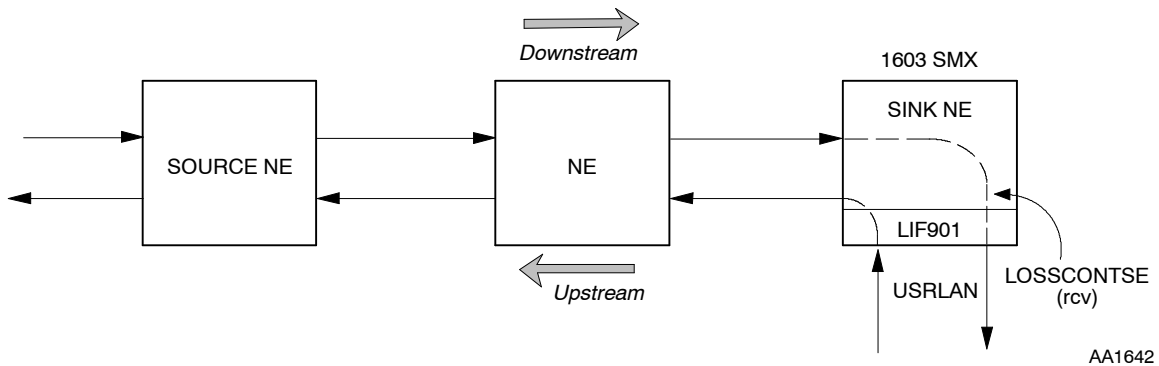 Downstream
1603 SMX
SOURCE NE
NE
SINK NE
LIF901
Upstream
USRLAN
LOSSCONTSE
(rcv)
AA1642